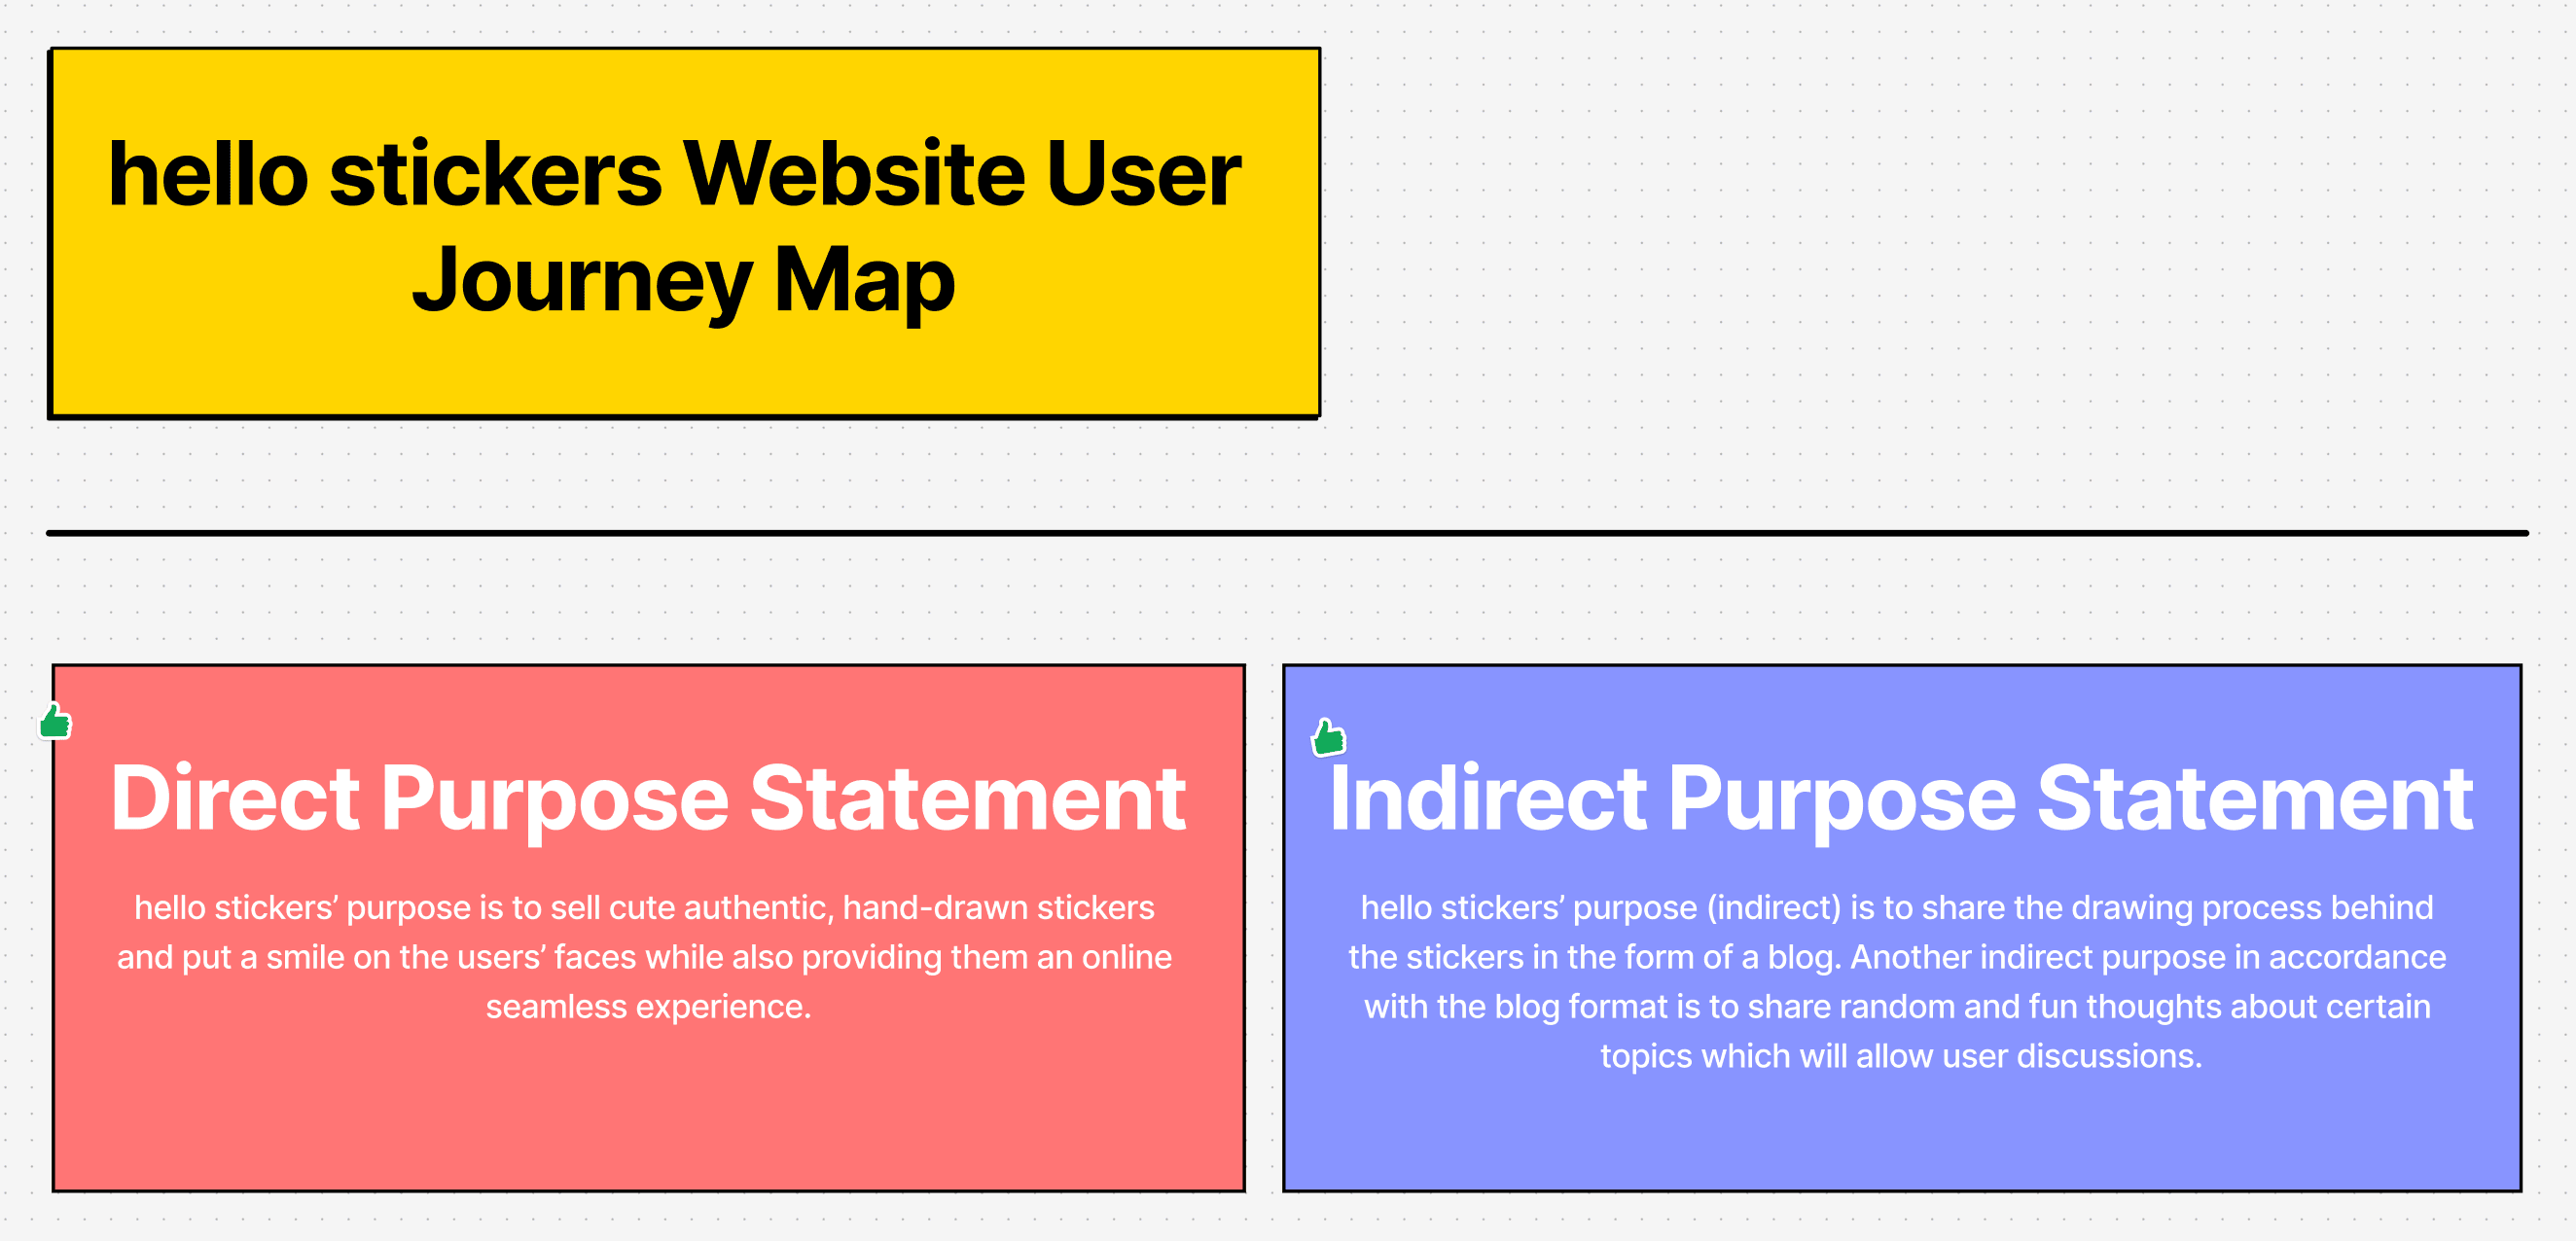 hello stickers Website User
Journey Map
Direct Purpose Statement
hello stickers’ purpose is to sell cute authentic, hand-drawn stickers
and put a smile on the users’ faces while also providing them an online
seamless experience.
Indirect Purpose Statement
hello stickers’ purpose (indirect) is to share the drawing process behind
the stickers in the form of a blog. Another indirect purpose in accordance
with the blog format is to share random and fun thoughts about certain
topics which will allow user discussions.